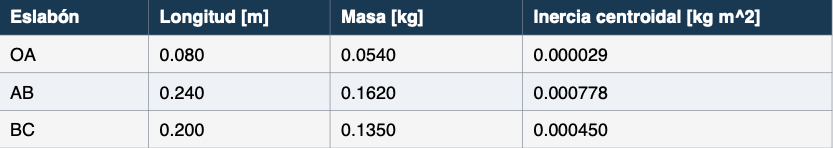 Eslabón Longitud [m] Masa [kg] Inercia centroidal [kg m^2]
OA 0.080 0.0540 0.000029
AB 0.240 0.1620 0.000778
BC 0.200 0.1350 0.000450